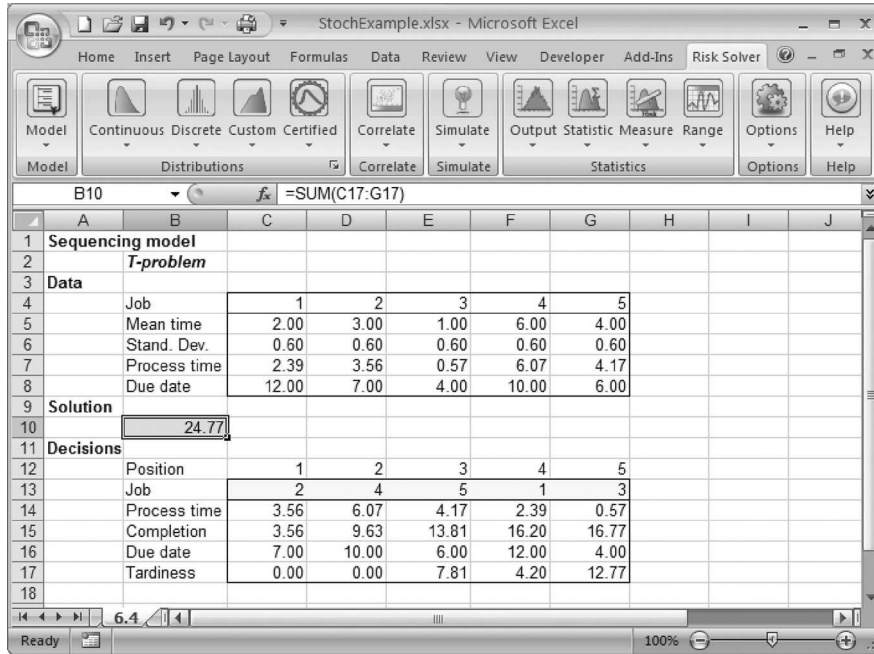 StochExample.xlsx - Microsoft Excel
Home Insert Page Layout Formulas Data Review View Developer Add-Ins Risk Solver
Model Continuous Discrete Custom Certified Correlate Simulate Output Statistic Measure Range Options Help
Model Distributions Correlate Simulate Statistics Options Help
B10 fx =SUM(C17:G17)
A B C D E F G H I J
1 Sequencing model
2 T-problem
3 Data
4 Job 1 2 3 4 5
5 Mean time 2.00 3.00 1.00 6.00 4.00
6 Stand. Dev. 0.60 0.60 0.60 0.60 0.60
7 Process time 2.39 3.56 0.57 6.07 4.17
8 Due date 12.00 7.00 4.00 10.00 6.00
9 Solution
10 24.77
11 Decisions
12 Position 1 2 3 4 5
13 Job 2 4 5 1 3
14 Process time 3.56 6.07 4.17 2.39 0.57
15 Completion 3.56 9.63 13.81 16.20 16.77
16 Due date 7.00 10.00 6.00 12.00 4.00
17 Tardiness 0.00 0.00 7.81 4.20 12.77
18
6.4
Ready 100%